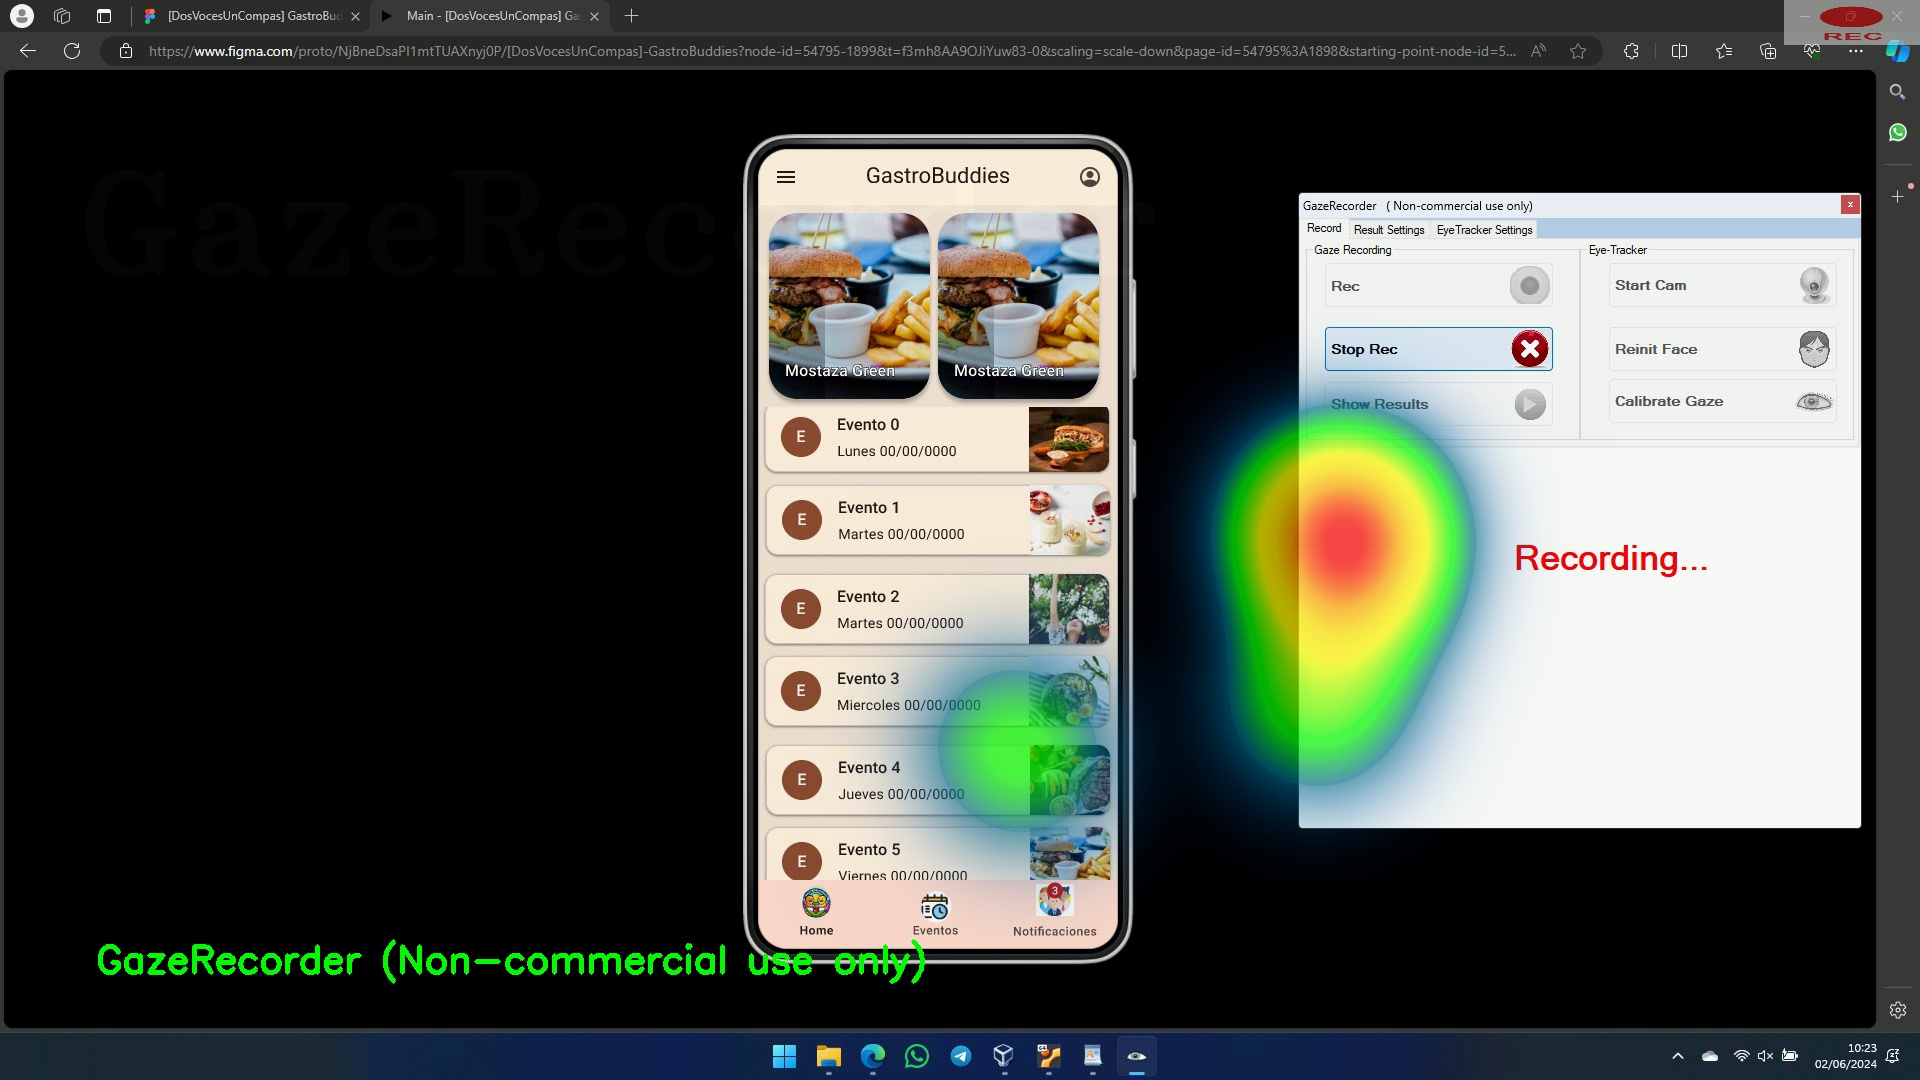 [DosVocesUnCompas] GastroBud
Main - [DosVocesUnCompas] Ga
REC
https://www.figma.com/proto/NjBneDsaPI1mtTUAXnyj0P/[DosVocesUnCompas]-GastroBuddies?node-id=54795-1899&t=f3mh8AA9OJiYuw83-0&scaling=scale-down&page-id=54795%3A1898&starting-point-node-id=5...
GazeRecorder
GastroBuddies
Mostaza Green
Mostaza Green
E
Evento 0
Lunes 00/00/0000
E
Evento 1
Martes 00/00/0000
E
Evento 2
Martes 00/00/0000
E
Evento 3
Miercoles 00/00/0000
E
Evento 4
Jueves 00/00/0000
E
Evento 5
Viernes 00/00/0000
3
Home
Eventos
Notificaciones
GazeRecorder ( Non-commercial use only)
Record
Result Settings
EyeTracker Settings
Gaze Recording
Eye-Tracker
Rec
Start Cam
Stop Rec
Reinit Face
Show Results
Calibrate Gaze
Recording...
GazeRecorder (Non-commercial use only)
10:23
02/06/2024